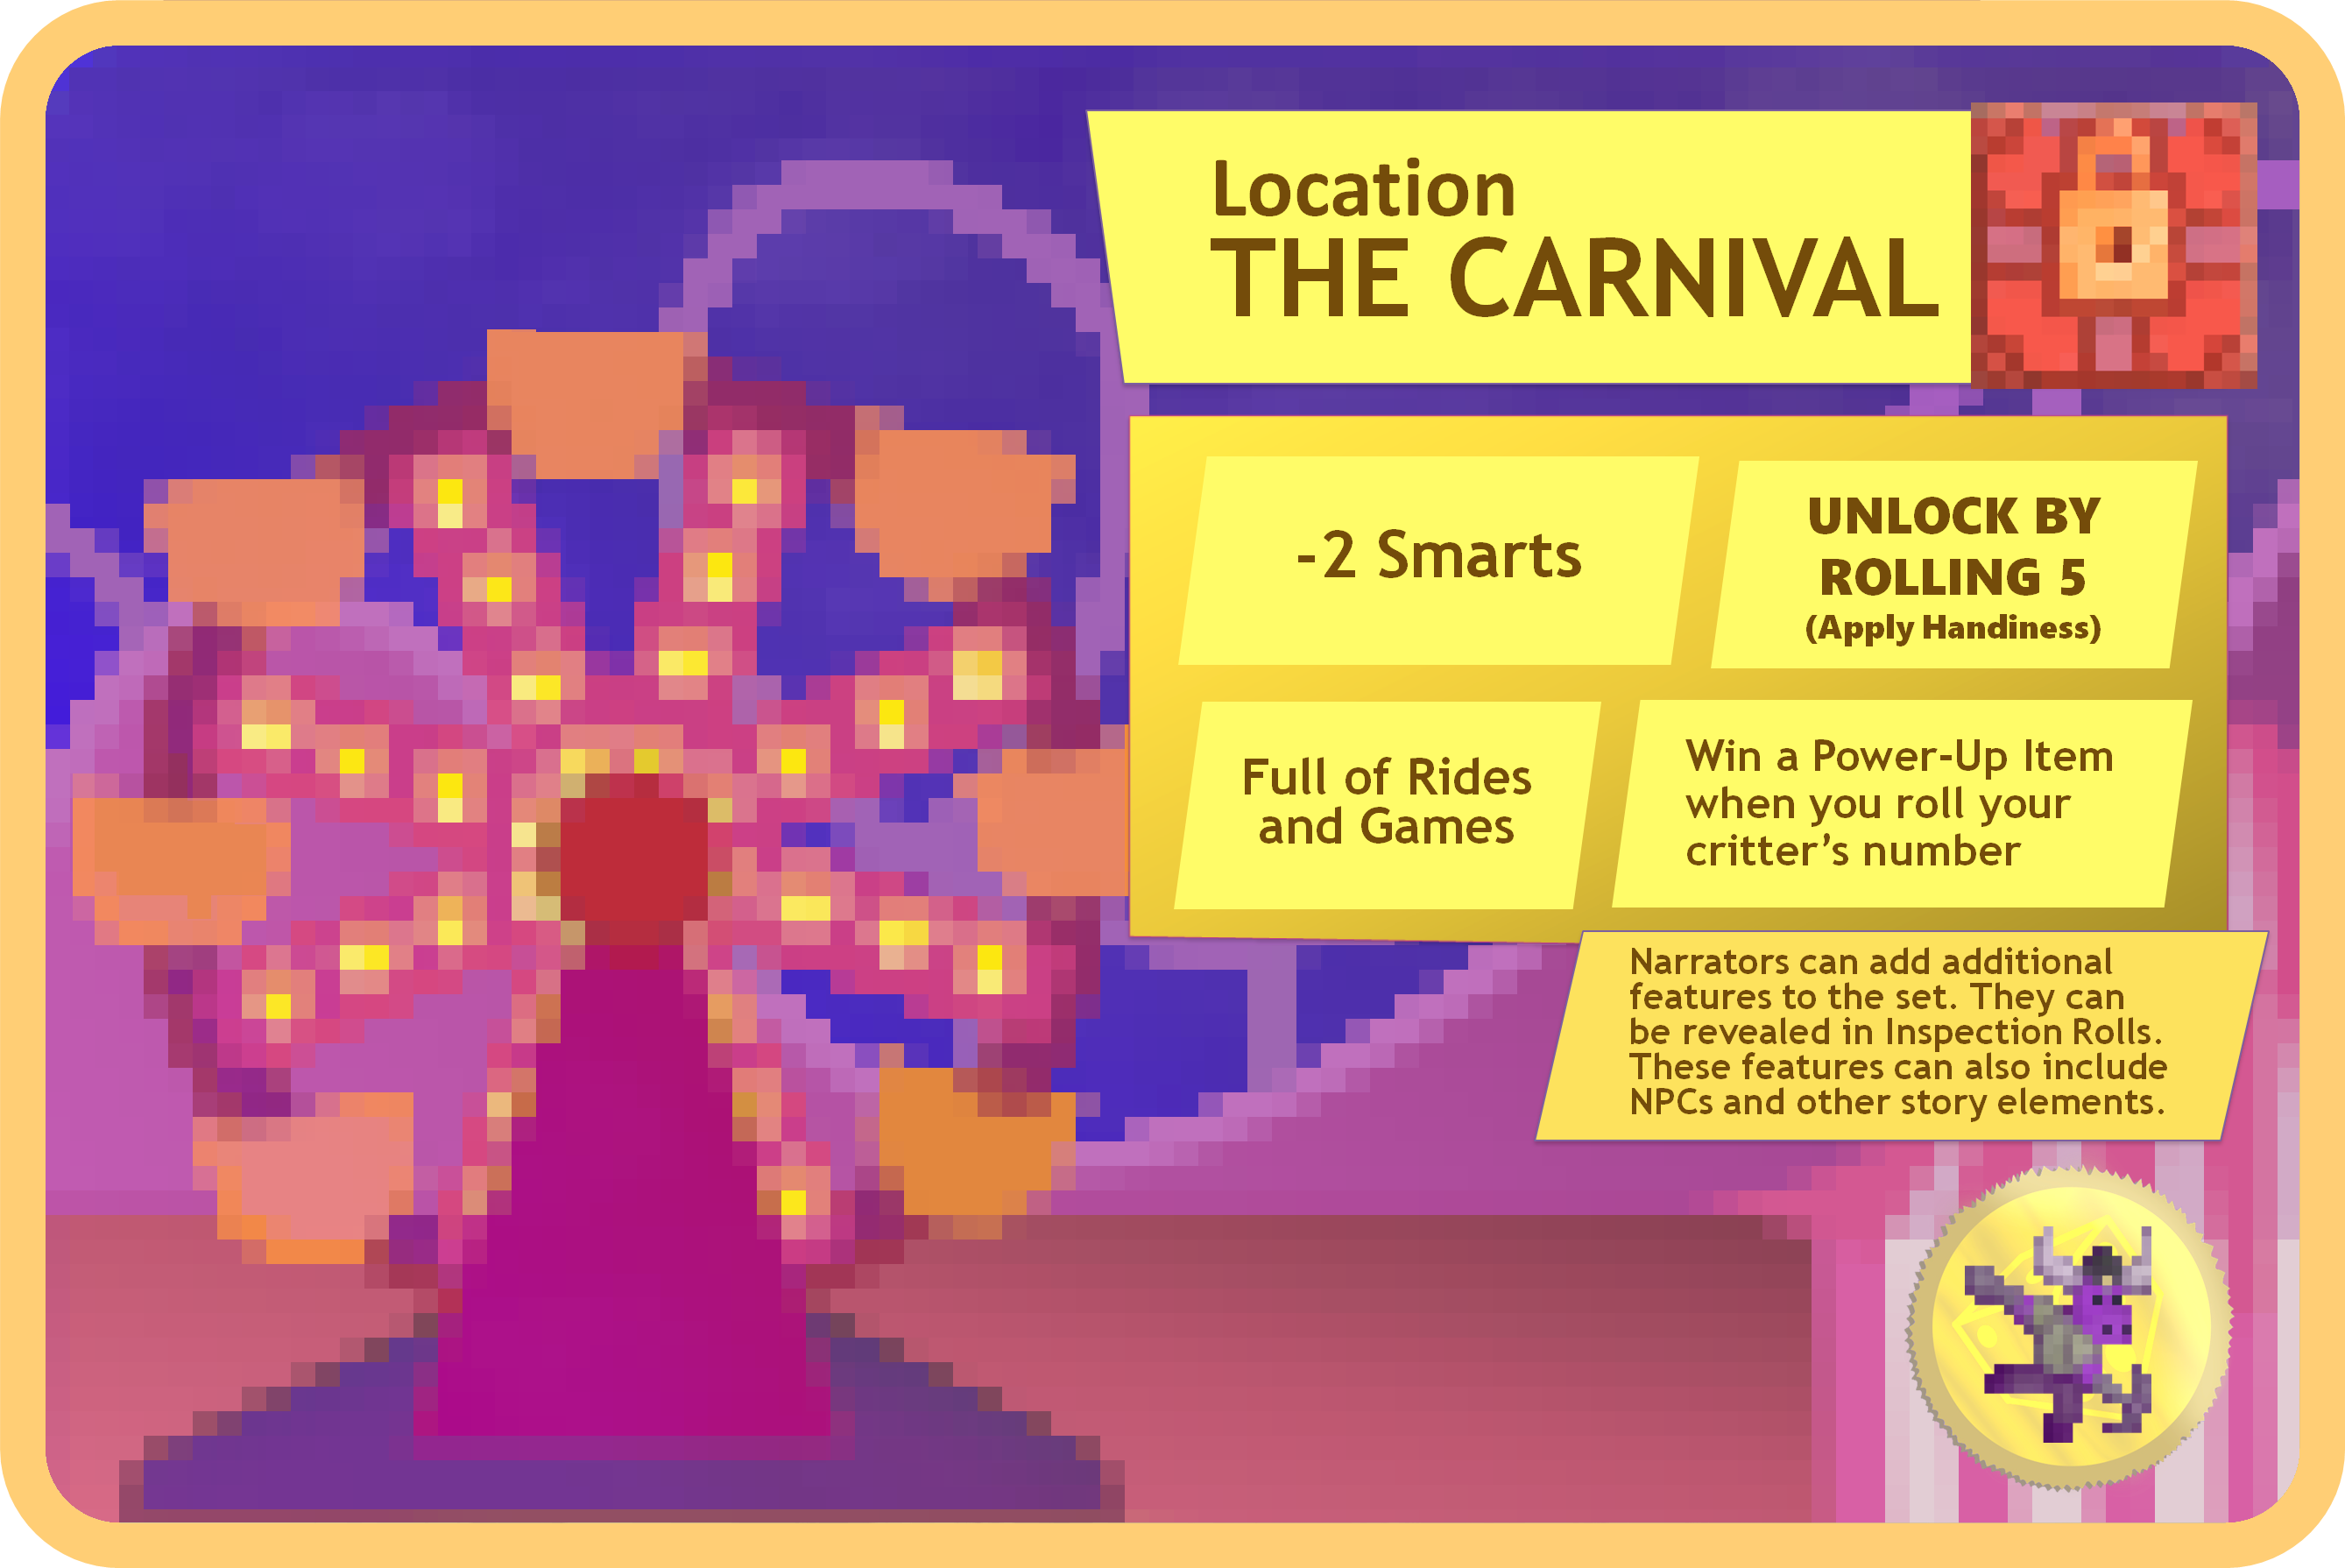 Location
THE CARNIVAL
-2 Smarts
UNLOCK BY
ROLLING 5
(Apply Handiness)
Full of Rides
and Games
Win a Power-Up Item
when you roll your
critter’s number
Narrators can add additional
features to the set. They can
be revealed in Inspection Rolls.
These features can also include
NPCs and other story elements.